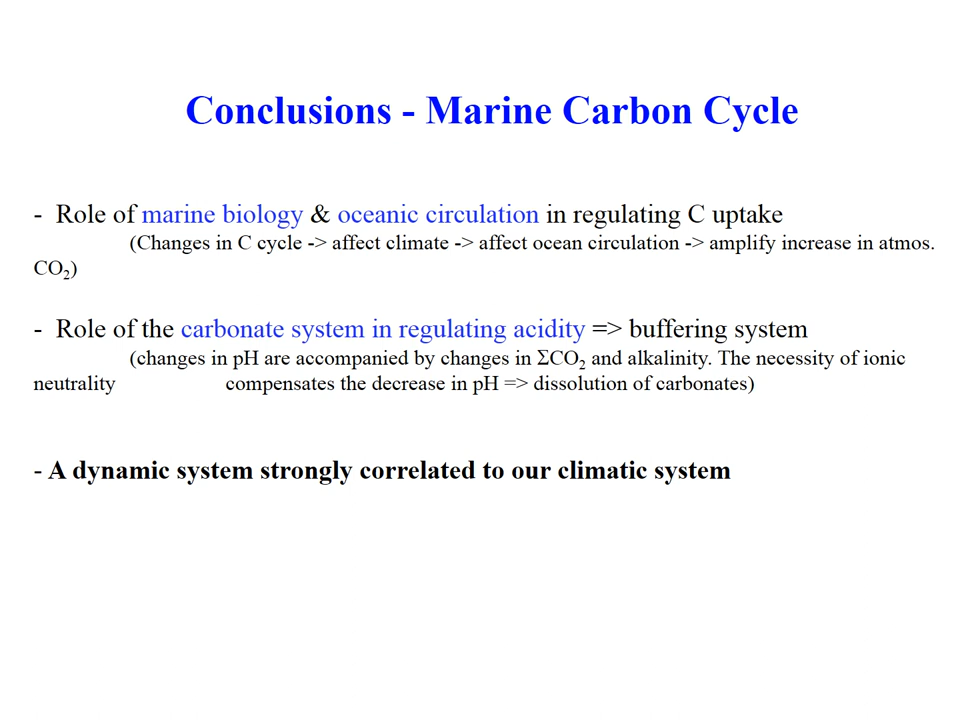 Conclusions - Marine Carbon Cycle
- Role of marine biology & oceanic circulation in regulating C uptake
(Changes in C cycle -> affect climate -> affect ocean circulation -> amplify increase in atmos.
CO₂)
- Role of the carbonate system in regulating acidity => buffering system
(changes in pH are accompanied by changes in ΣCO₂ and alkalinity. The necessity of ionic
neutrality compensates the decrease in pH => dissolution of carbonates)
- A dynamic system strongly correlated to our climatic system